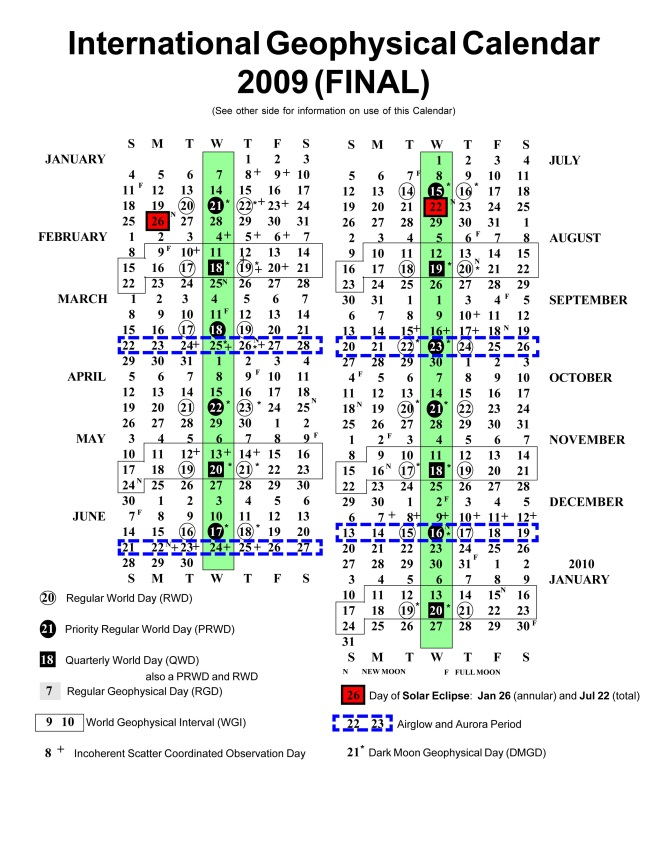 International Geophysical Calendar
2009 (FINAL)
(See other side for information on use of this Calendar)
S M T W T F S
JANUARY 1 2 3
4 5 6 7 8+ 9+ 10
11F 12 13 14 15 16 17
18 19 20 21* 22*+ 23+ 24
25 26N 27 28 29 30 31
FEBRUARY 1 2 3 4+ 5+ 6+ 7
8 9F 10+ 11 12 13 14
15 16 17 18* 19*+ 20+ 21
22 23 24 25N 26 27 28
MARCH 1 2 3 4 5 6 7
8 9 10 11F 12 13 14
15 16 17 18 19 20 21
22 23 24+ 25*+ 26*+ 27 28
29 30 31 1 2 3 4
APRIL 5 6 7 8 9F 10 11
12 13 14 15 16 17 18
19 20 21 22* 23* 24 25N
26 27 28 29 30 1 2
MAY 3 4 5 6 7 8 9F
10 11 12+ 13+ 14+ 15 16
17 18 19 20* 21* 22 23
24N 25 26 27 28 29 30
30 1 2 3 4 5 6
JUNE 7F 8 9 10 11 12 13
14 15 16 17* 18* 19 20
21 22N+ 23+ 24+ 25+ 26 27
28 29 30
S M T W T F S
S M T W T F S
1 2 3 4 JULY
5 6 7F 8 9 10 11
12 13 14 15* 16* 17 18
19 20 21 22N 23 24 25
26 27 28 29 30 31 1
2 3 4 5 6F 7 8 AUGUST
9 10 11 12 13 14 15
16 17 18 19* 20N* 21 22
23 24 25 26 27 28 29
30 31 1 1 3 4F 5 SEPTEMBER
6 7 8 9 10+ 11 12
13 14 15+ 16+ 17+ 18N 19
20 21 22* 23* 24 25 26
27 28 29 30 1 2 3
4F 5 6 7 8 9 10 OCTOBER
11 12 13 14 15 16 17
18N 19 20* 21* 22 23 24
25 26 27 28 29 30 31
1 2F 3 4 5 6 7 NOVEMBER
8 9 10 11 12 13 14
15 16N 17* 18* 19 20 21
22 23 24 25 26 27 28
29 30 1 2F 3 4 5 DECEMBER
6 7+ 8+ 9+ 10+ 11+ 12+
13 14 15 16 17 18 19
20 21 22 23 24 25 26
27 28 29 30 31F 1 2 2010
3 4 5 6 7 8 9 JANUARY
10 11 12 13 14 15N 16
17 18 19* 20* 21 22 23
24 25 26 27 28 29 30F
31
S M T W T F S
N NEW MOON F FULL MOON
20 Regular World Day (RWD)
21 Priority Regular World Day (PRWD)
18 Quarterly World Day (QWD)
also a PRWD and RWD
7 Regular Geophysical Day (RGD)
9 10 World Geophysical Interval (WGI)
8 + Incoherent Scatter Coordinated Observation Day
26 Day of Solar Eclipse: Jan 26 (annular) and Jul 22 (total)
22 23 Airglow and Aurora Period
21* Dark Moon Geophysical Day (DMGD)